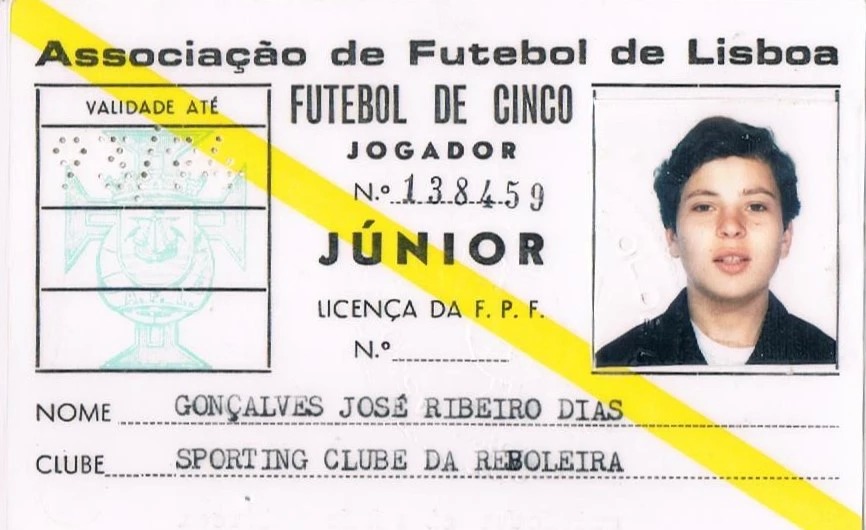 Associação de Futebol de Lisboa
VALIDADE ATÉ
FUTEBOL DE CINCO
JOGADOR
N.º 138459
JÚNIOR
LICENÇA DA F. P. F.
N.º
A. F. L.
NOME GONÇALVES JOSÉ RIBEIRO DIAS
CLUBE SPORTING CLUBE DA REBOLEIRA